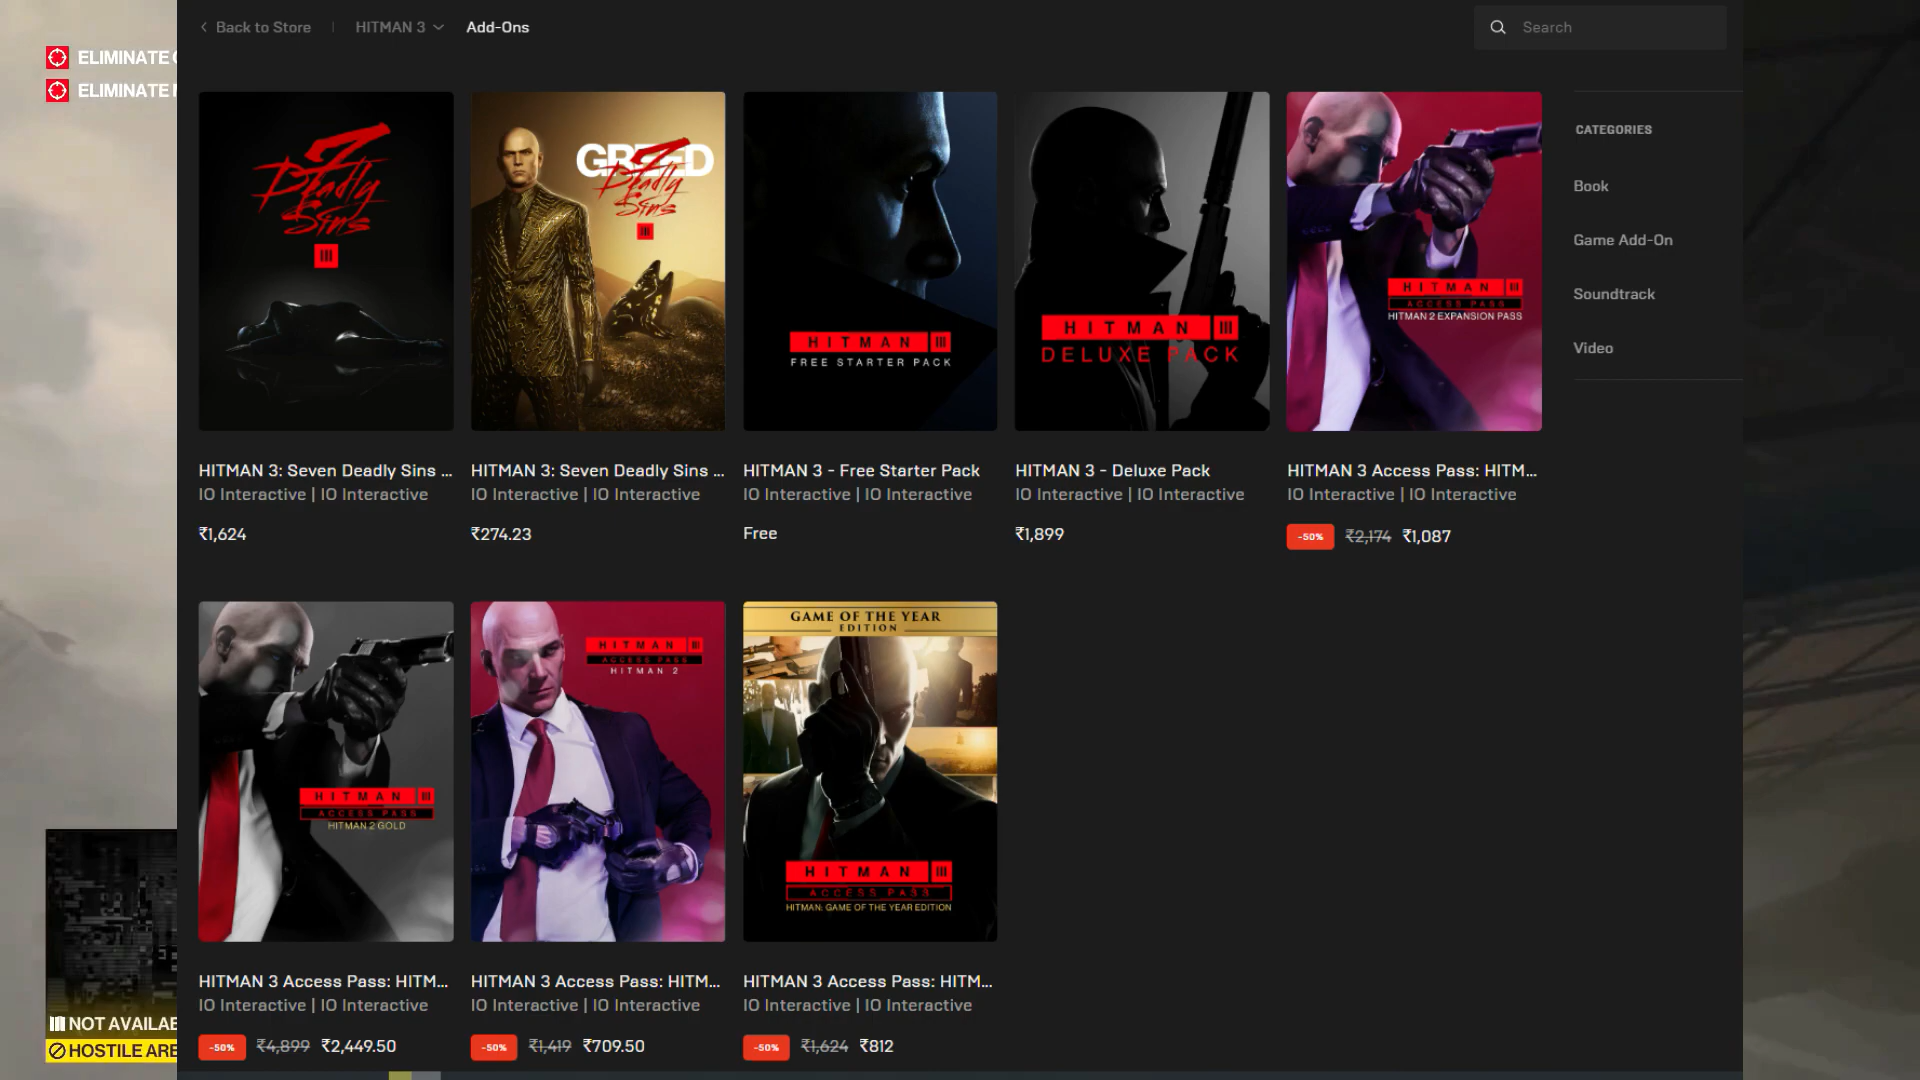 Back to Store
HITMAN 3
Add-Ons
Search
ELIMINATE
ELIMINATE
7
Deadly
Sins
III
GREED
7
Deadly
Sins
III
HITMAN III
FREE STARTER PACK
HITMAN III
DELUXE PACK
HITMAN III
ACCESS PASS
HITMAN 2 EXPANSION PASS
CATEGORIES
Book
Game Add-On
Soundtrack
Video
HITMAN 3: Seven Deadly Sins ...
IO Interactive | IO Interactive
₹1,624
HITMAN 3: Seven Deadly Sins ...
IO Interactive | IO Interactive
₹274.23
HITMAN 3 - Free Starter Pack
IO Interactive | IO Interactive
Free
HITMAN 3 - Deluxe Pack
IO Interactive | IO Interactive
₹1,899
HITMAN 3 Access Pass: HITM...
IO Interactive | IO Interactive
-50% ₹2,174 ₹1,087
HITMAN III
ACCESS PASS
HITMAN 2 GOLD
HITMAN III
ACCESS PASS
HITMAN 2
GAME OF THE YEAR
EDITION
HITMAN III
ACCESS PASS
HITMAN: GAME OF THE YEAR EDITION
HITMAN 3 Access Pass: HITM...
IO Interactive | IO Interactive
-50% ₹4,899 ₹2,449.50
HITMAN 3 Access Pass: HITM...
IO Interactive | IO Interactive
-50% ₹1,419 ₹709.50
HITMAN 3 Access Pass: HITM...
IO Interactive | IO Interactive
-50% ₹1,624 ₹812
NOT AVAILAB
HOSTILE ARE